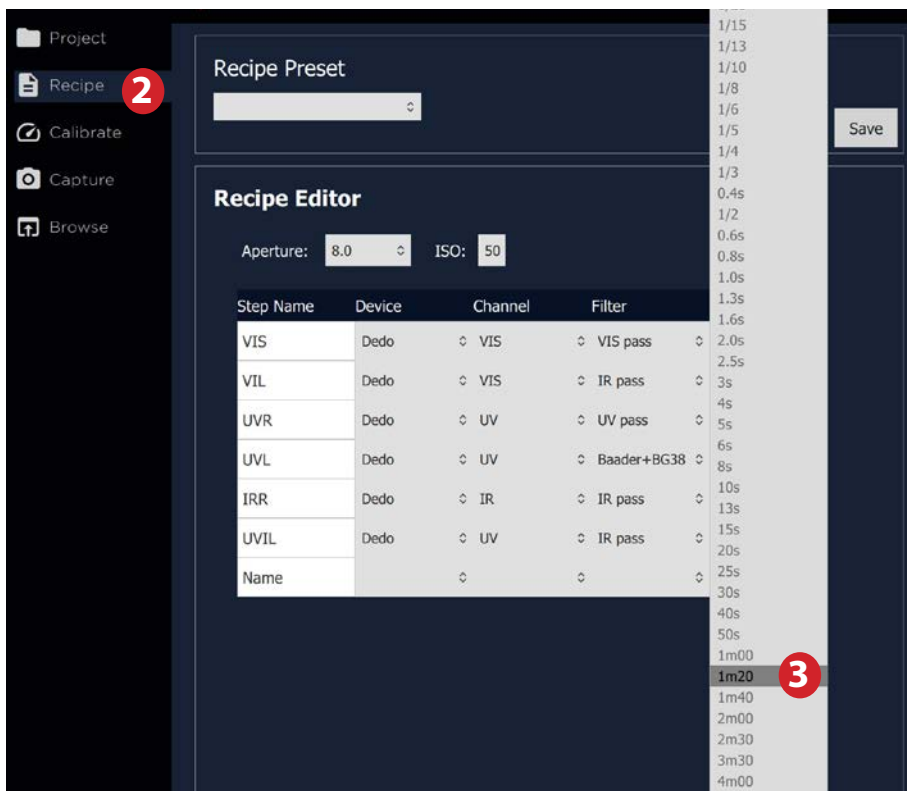 Project
Recipe 2
Calibrate
Capture
Browse
Recipe Preset
Save
Recipe Editor
Aperture: 8.0 ISO: 50
Step Name Device Channel Filter
VIS Dedo VIS VIS pass
VIL Dedo VIS IR pass
UVR Dedo UV UV pass
UVL Dedo UV Baader+BG38
IRR Dedo IR IR pass
UVIL Dedo UV IR pass
Name
1/15
1/13
1/10
1/8
1/6
1/5
1/4
1/3
0.4s
1/2
0.6s
0.8s
1.0s
1.3s
1.6s
2.0s
2.5s
3s
4s
5s
6s
8s
10s
13s
15s
20s
25s
30s
40s
50s
1m00
1m20 3
1m40
2m00
2m30
3m30
4m00